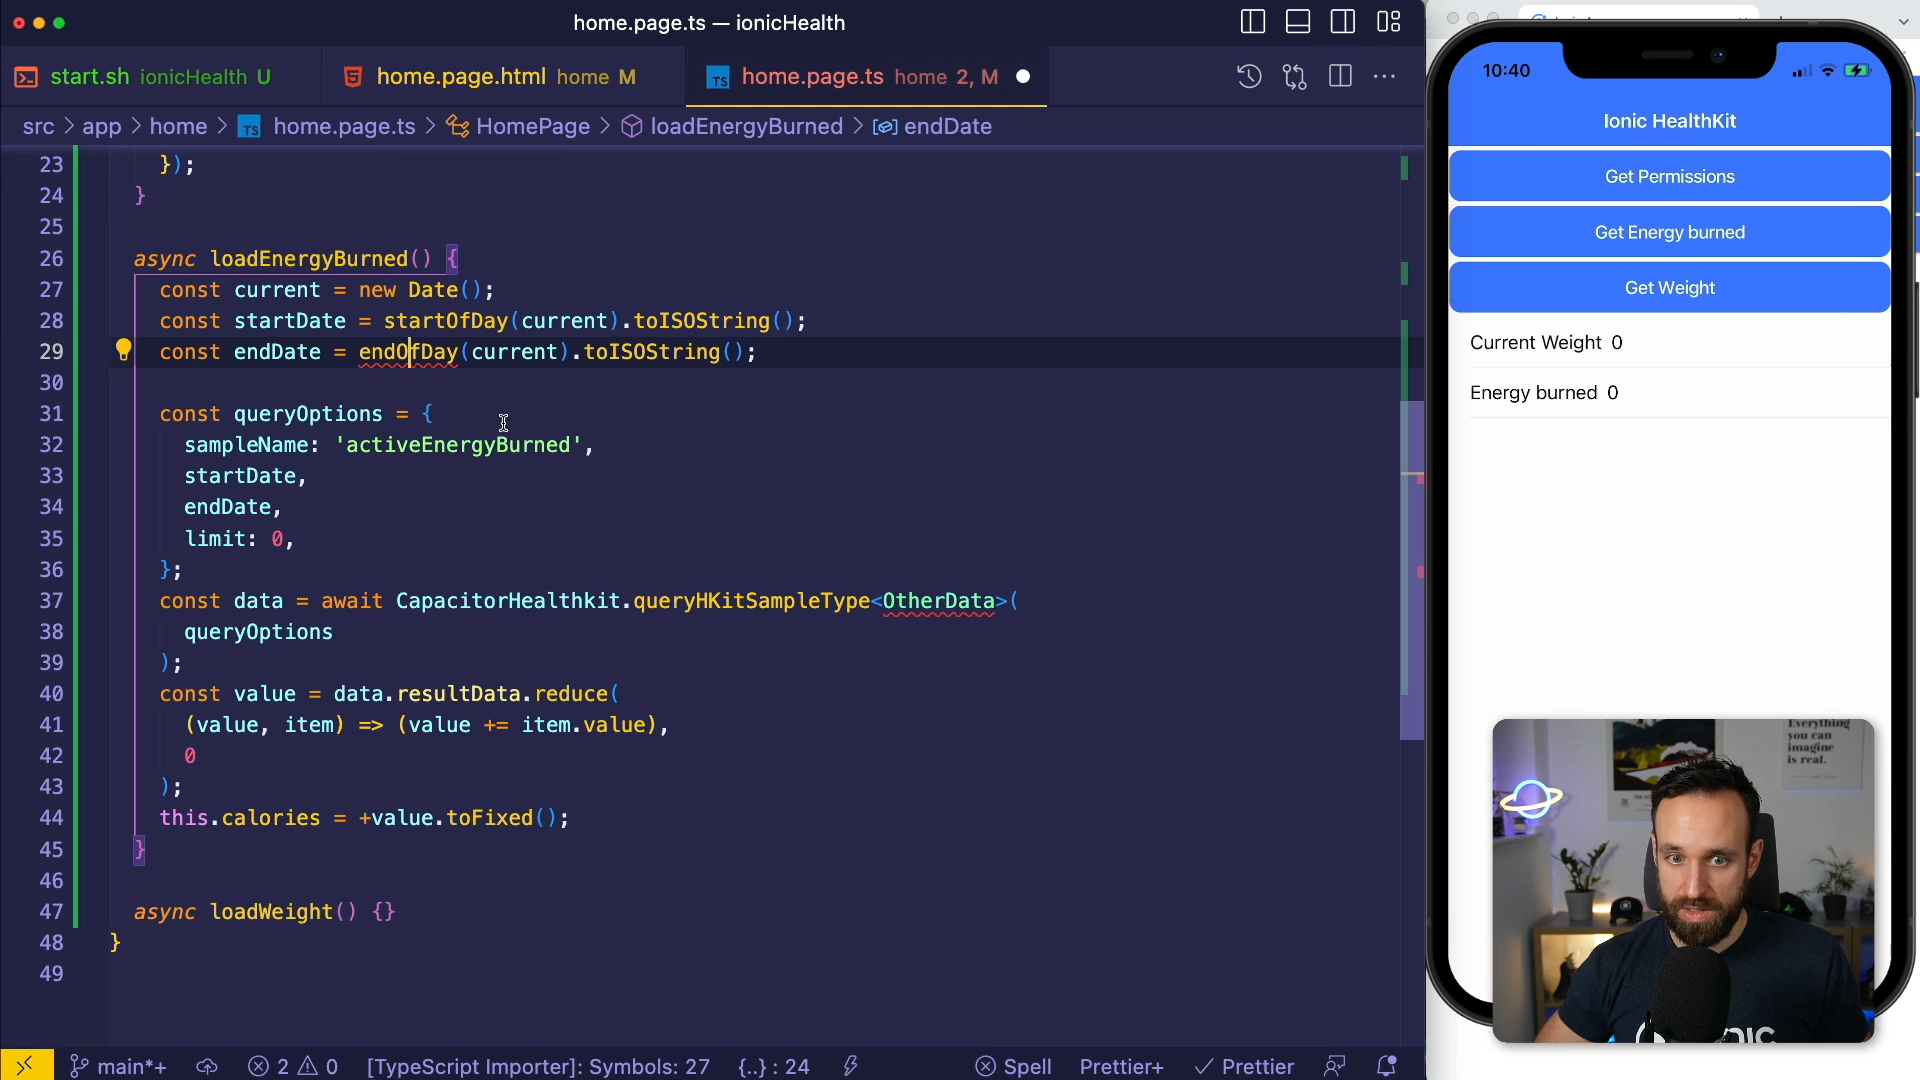 home.page.ts — ionicHealth
start.sh ionicHealth U
home.page.html home M
TS home.page.ts home 2, M
src > app > home > TS home.page.ts > HomePage > loadEnergyBurned > endDate
23 });
24 }
25
26 async loadEnergyBurned() {
27 const current = new Date();
28 const startDate = startOfDay(current).toISOString();
29 const endDate = endOfDay(current).toISOString();
30
31 const queryOptions = {
32 sampleName: 'activeEnergyBurned',
33 startDate,
34 endDate,
35 limit: 0,
36 };
37 const data = await CapacitorHealthkit.queryHKitSampleType<OtherData>(
38 queryOptions
39 );
40 const value = data.resultData.reduce(
41 (value, item) => (value += item.value),
42 0
43 );
44 this.calories = +value.toFixed();
45 }
46
47 async loadWeight() {}
48 }
49
main*+ 2 0 [TypeScript Importer]: Symbols: 27 {..} : 24 Spell Prettier+ Prettier
10:40
Ionic HealthKit
Get Permissions
Get Energy burned
Get Weight
Current Weight 0
Energy burned 0
Everything
you can
imagine
is real.